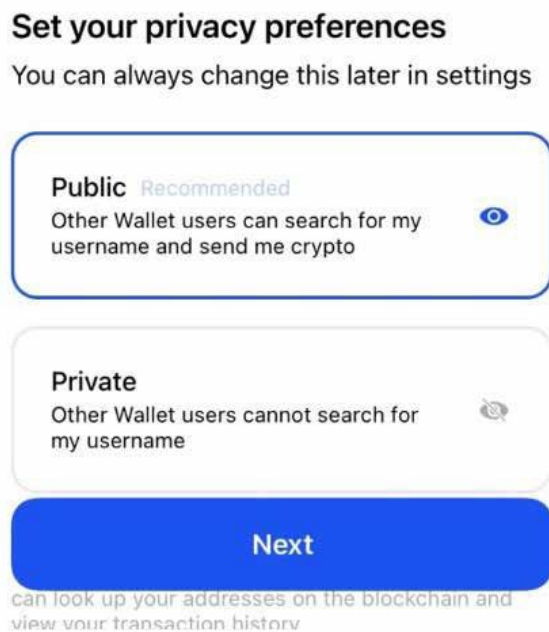 Set your privacy preferences
You can always change this later in settings
Public Recommended
Other Wallet users can search for my
username and send me crypto
Private
Other Wallet users cannot search for
my username
Next
can look up your addresses on the blockchain and
view your transaction history